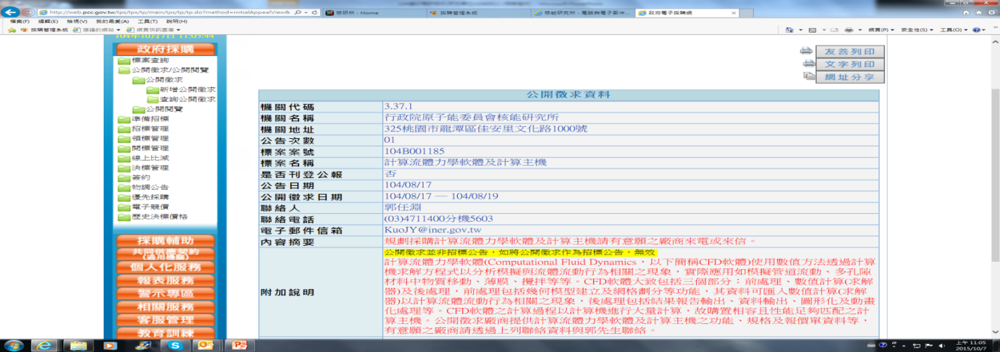 http://web.pcc.gov.tw/tps/tps/tp/main/tps/tp/tp.do?method=initialAppealView&
核研所 - Home
採購管理系統
核能研究所 - 電話與電子郵件...
政府電子採購網
檔案(F) 編輯(E) 檢視(V) 我的最愛(A) 工具(T) 說明(H)
採購管理系統 建議的網站 網頁快訊圖庫
網頁(P) 安全性(S) 工具(O)
104年10月7日 11:05:44
政府採購
標案查詢
公開徵求/公開閱覽
公開徵求
新增公開徵求
查詢公開徵求
公開閱覽
準備招標
招標管理
領標管理
開標管理
線上比減
決標管理
簽約
物調公告
優先採購
電子競價
歷史決標價格
採購輔助
共同供應契約
(適用機關)
個人化服務
報表服務
警示專區
相關服務
客服管理
教育訓練
友善列印
文字列印
網址分享
公開徵求資料
機關代碼 3.37.1
機關名稱 行政院原子能委員會核能研究所
機關地址 325桃園市龍潭區佳安里文化路1000號
公告次數 01
標案案號 104B001185
標案名稱 計算流體力學軟體及計算主機
是否刊登公報 否
公告日期 104/08/17
公開徵求日期 104/08/17 — 104/08/19
聯絡人 郭任淵
聯絡電話 (03)4711400分機5603
電子郵件信箱 KuoJY@iner.gov.tw
內容摘要 規劃採購計算流體力學軟體及計算主機請有意願之廠商來電或來信。
附加說明
公開徵求並非招標公告，如將公開徵求作為招標公告，無效
計算流體力學軟體(Computational Fluid Dynamics，以下簡稱CFD軟體)使用數值方法透過計算
機求解方程式以分析模擬與流體流動行為相關之現象，實際應用如模擬管道流動、多孔隙
材料中物質移動、薄膜、攪拌等等。CFD軟體大致包括三個部分：前處理、數值計算(求解
器)及後處理，前處理包括幾何模型建立及網格劃分等功能，其資料可匯入數值計算(求解
器)以計算流體流動行為相關之現象，後處理包括結果報告輸出、資料輸出、圖形化及動畫
化處理等。CFD軟體之計算過程以計算機進行大量計算，故購置相容且性能足夠匹配之計
算主機。公開徵求廠商提供計算流體力學軟體及計算主機之功能、規格及報價單資料等，
有意願之廠商請透過上列聯絡資料與郭先生聯絡。
上午 11:05
2015/10/7